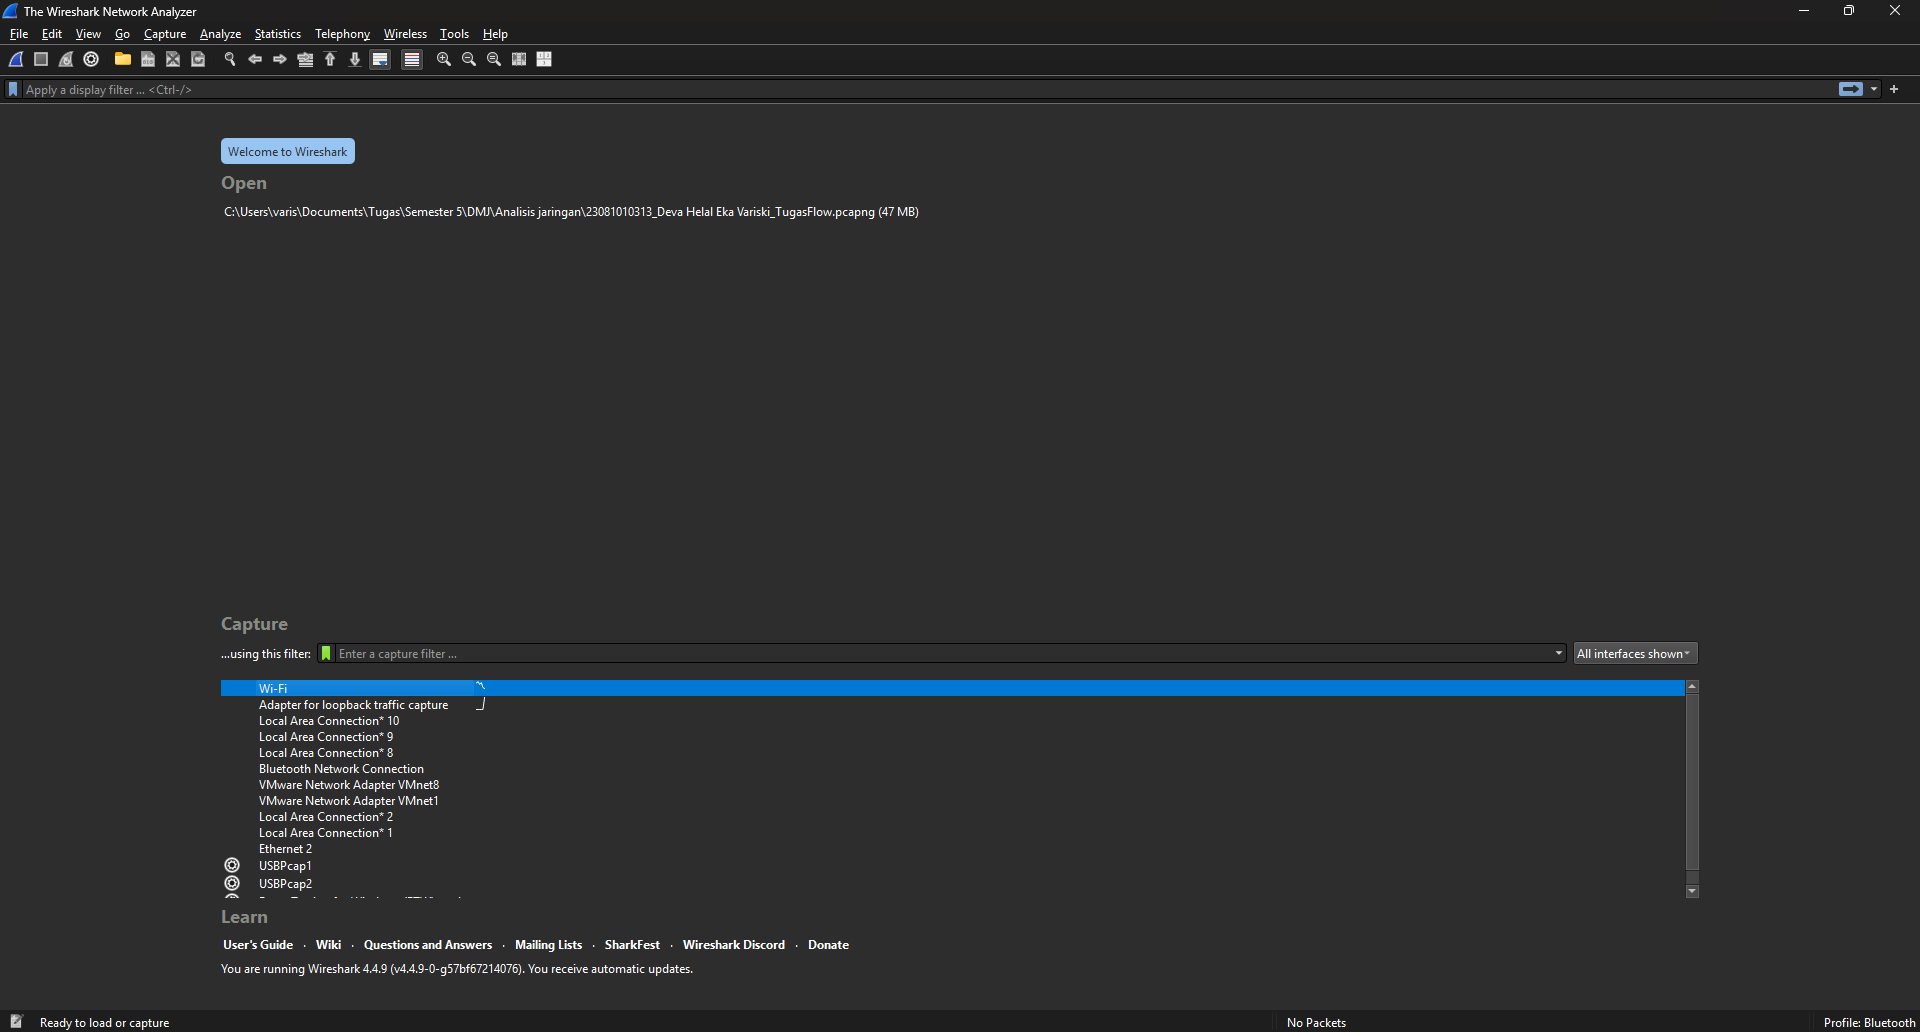 The Wireshark Network Analyzer
File Edit View Go Capture Analyze Statistics Telephony Wireless Tools Help
Apply a display filter ... <Ctrl-/>
Welcome to Wireshark
Open
C:\Users\varis\Documents\Tugas\Semester 5\DMJ\Analisis jaringan\23081010313_Deva Helal Eka Variski_TugasFlow.pcapng (47 MB)
Capture
...using this filter: Enter a capture filter ... All interfaces shown
Wi-Fi
Adapter for loopback traffic capture
Local Area Connection* 10
Local Area Connection* 9
Local Area Connection* 8
Bluetooth Network Connection
VMware Network Adapter VMnet8
VMware Network Adapter VMnet1
Local Area Connection* 2
Local Area Connection* 1
Ethernet 2
USBPcap1
USBPcap2
Learn
User's Guide · Wiki · Questions and Answers · Mailing Lists · SharkFest · Wireshark Discord · Donate
You are running Wireshark 4.4.9 (v4.4.9-0-g57bf67214076). You receive automatic updates.
Ready to load or capture No Packets Profile: Bluetooth